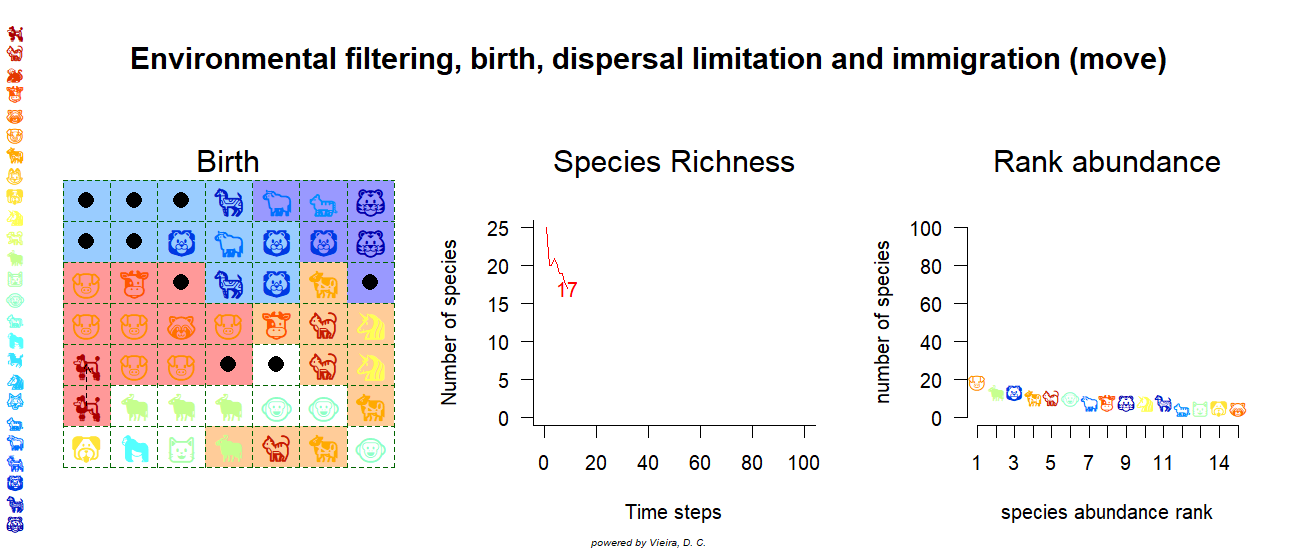 Environmental filtering, birth, dispersal limitation and immigration (move)
Birth
Species Richness
Rank abundance
Number of species
25
20
15
10
5
0
17
0 20 40 60 80 100
Time steps
number of species
100
80
60
40
20
0
1 3 5 7 9 11 14
species abundance rank
powered by Vieira, D. C.